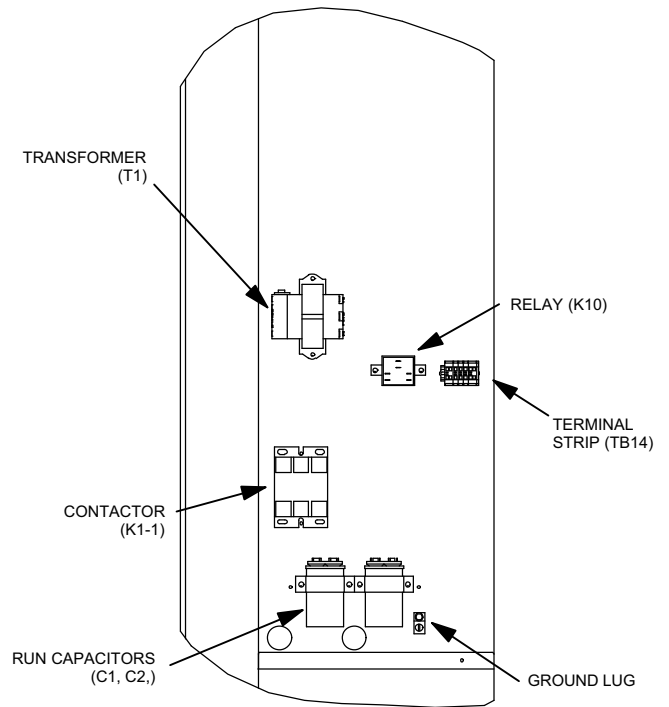 TRANSFORMER
(T1)
RELAY (K10)
TERMINAL
STRIP (TB14)
CONTACTOR
(K1-1)
RUN CAPACITORS
(C1, C2,)
GROUND LUG